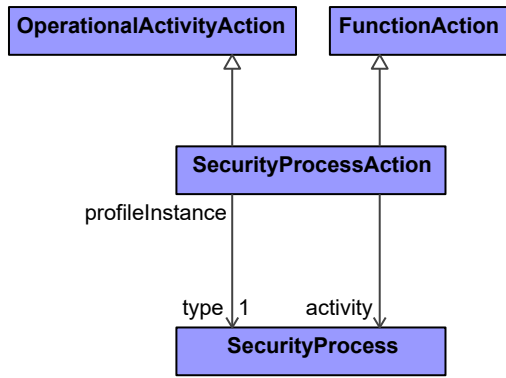 OperationalActivityAction FunctionAction
SecurityProcessAction
profileInstance
type 1 activity
SecurityProcess